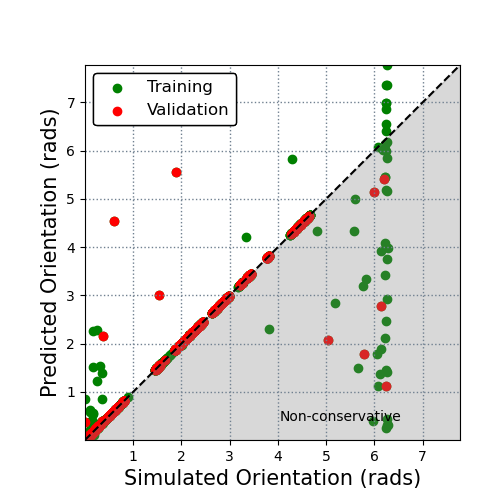 Training
Validation
Predicted Orientation (rads)
7
6
5
4
3
2
1
Non-conservative
1 2 3 4 5 6 7
Simulated Orientation (rads)